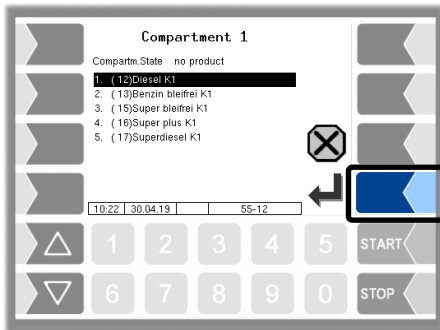 Compartment 1
Compartm.State no product
1. ( 12)Diesel K1
2. ( 13)Benzin bleifrei K1
3. ( 15)Super bleifrei K1
4. ( 16)Super plus K1
5. ( 17)Superdiesel K1
10:22 30.04.19 55-12
1 2 3 4 5 START
6 7 8 9 0 STOP